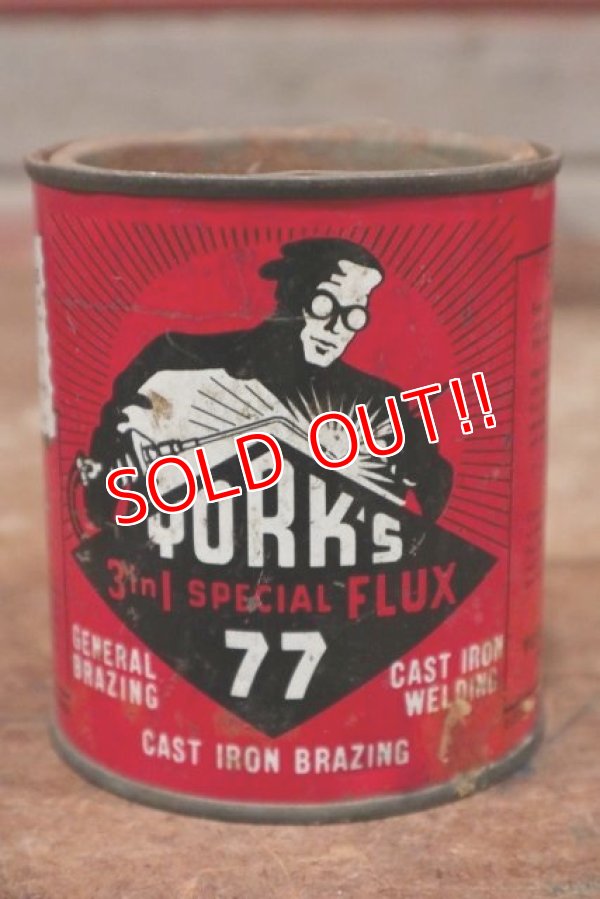 SOLD OUT!!
YORK'S
3 in 1 SPECIAL FLUX
77
GENERAL
BRAZING
CAST IRON
WELDING
CAST IRON BRAZING